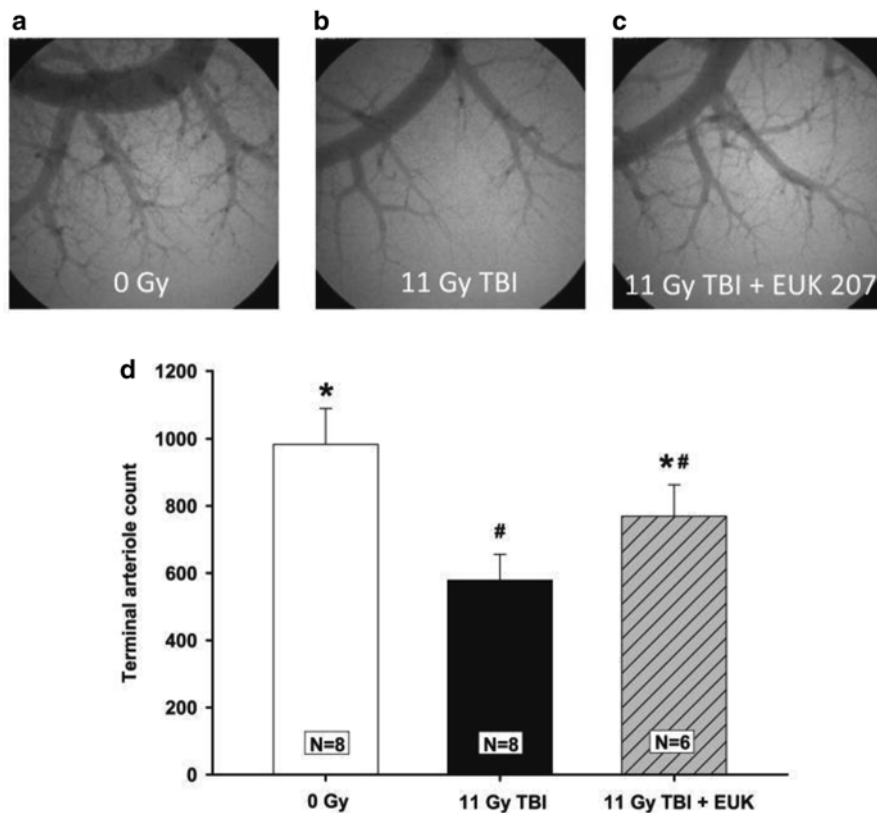 a
b
c
0 Gy
11 Gy TBI
11 Gy TBI + EUK 207
d
1200
1000
800
600
400
200
0
Terminal arteriole count
*
#
*#
N=8
N=8
N=6
0 Gy
11 Gy TBI
11 Gy TBI + EUK